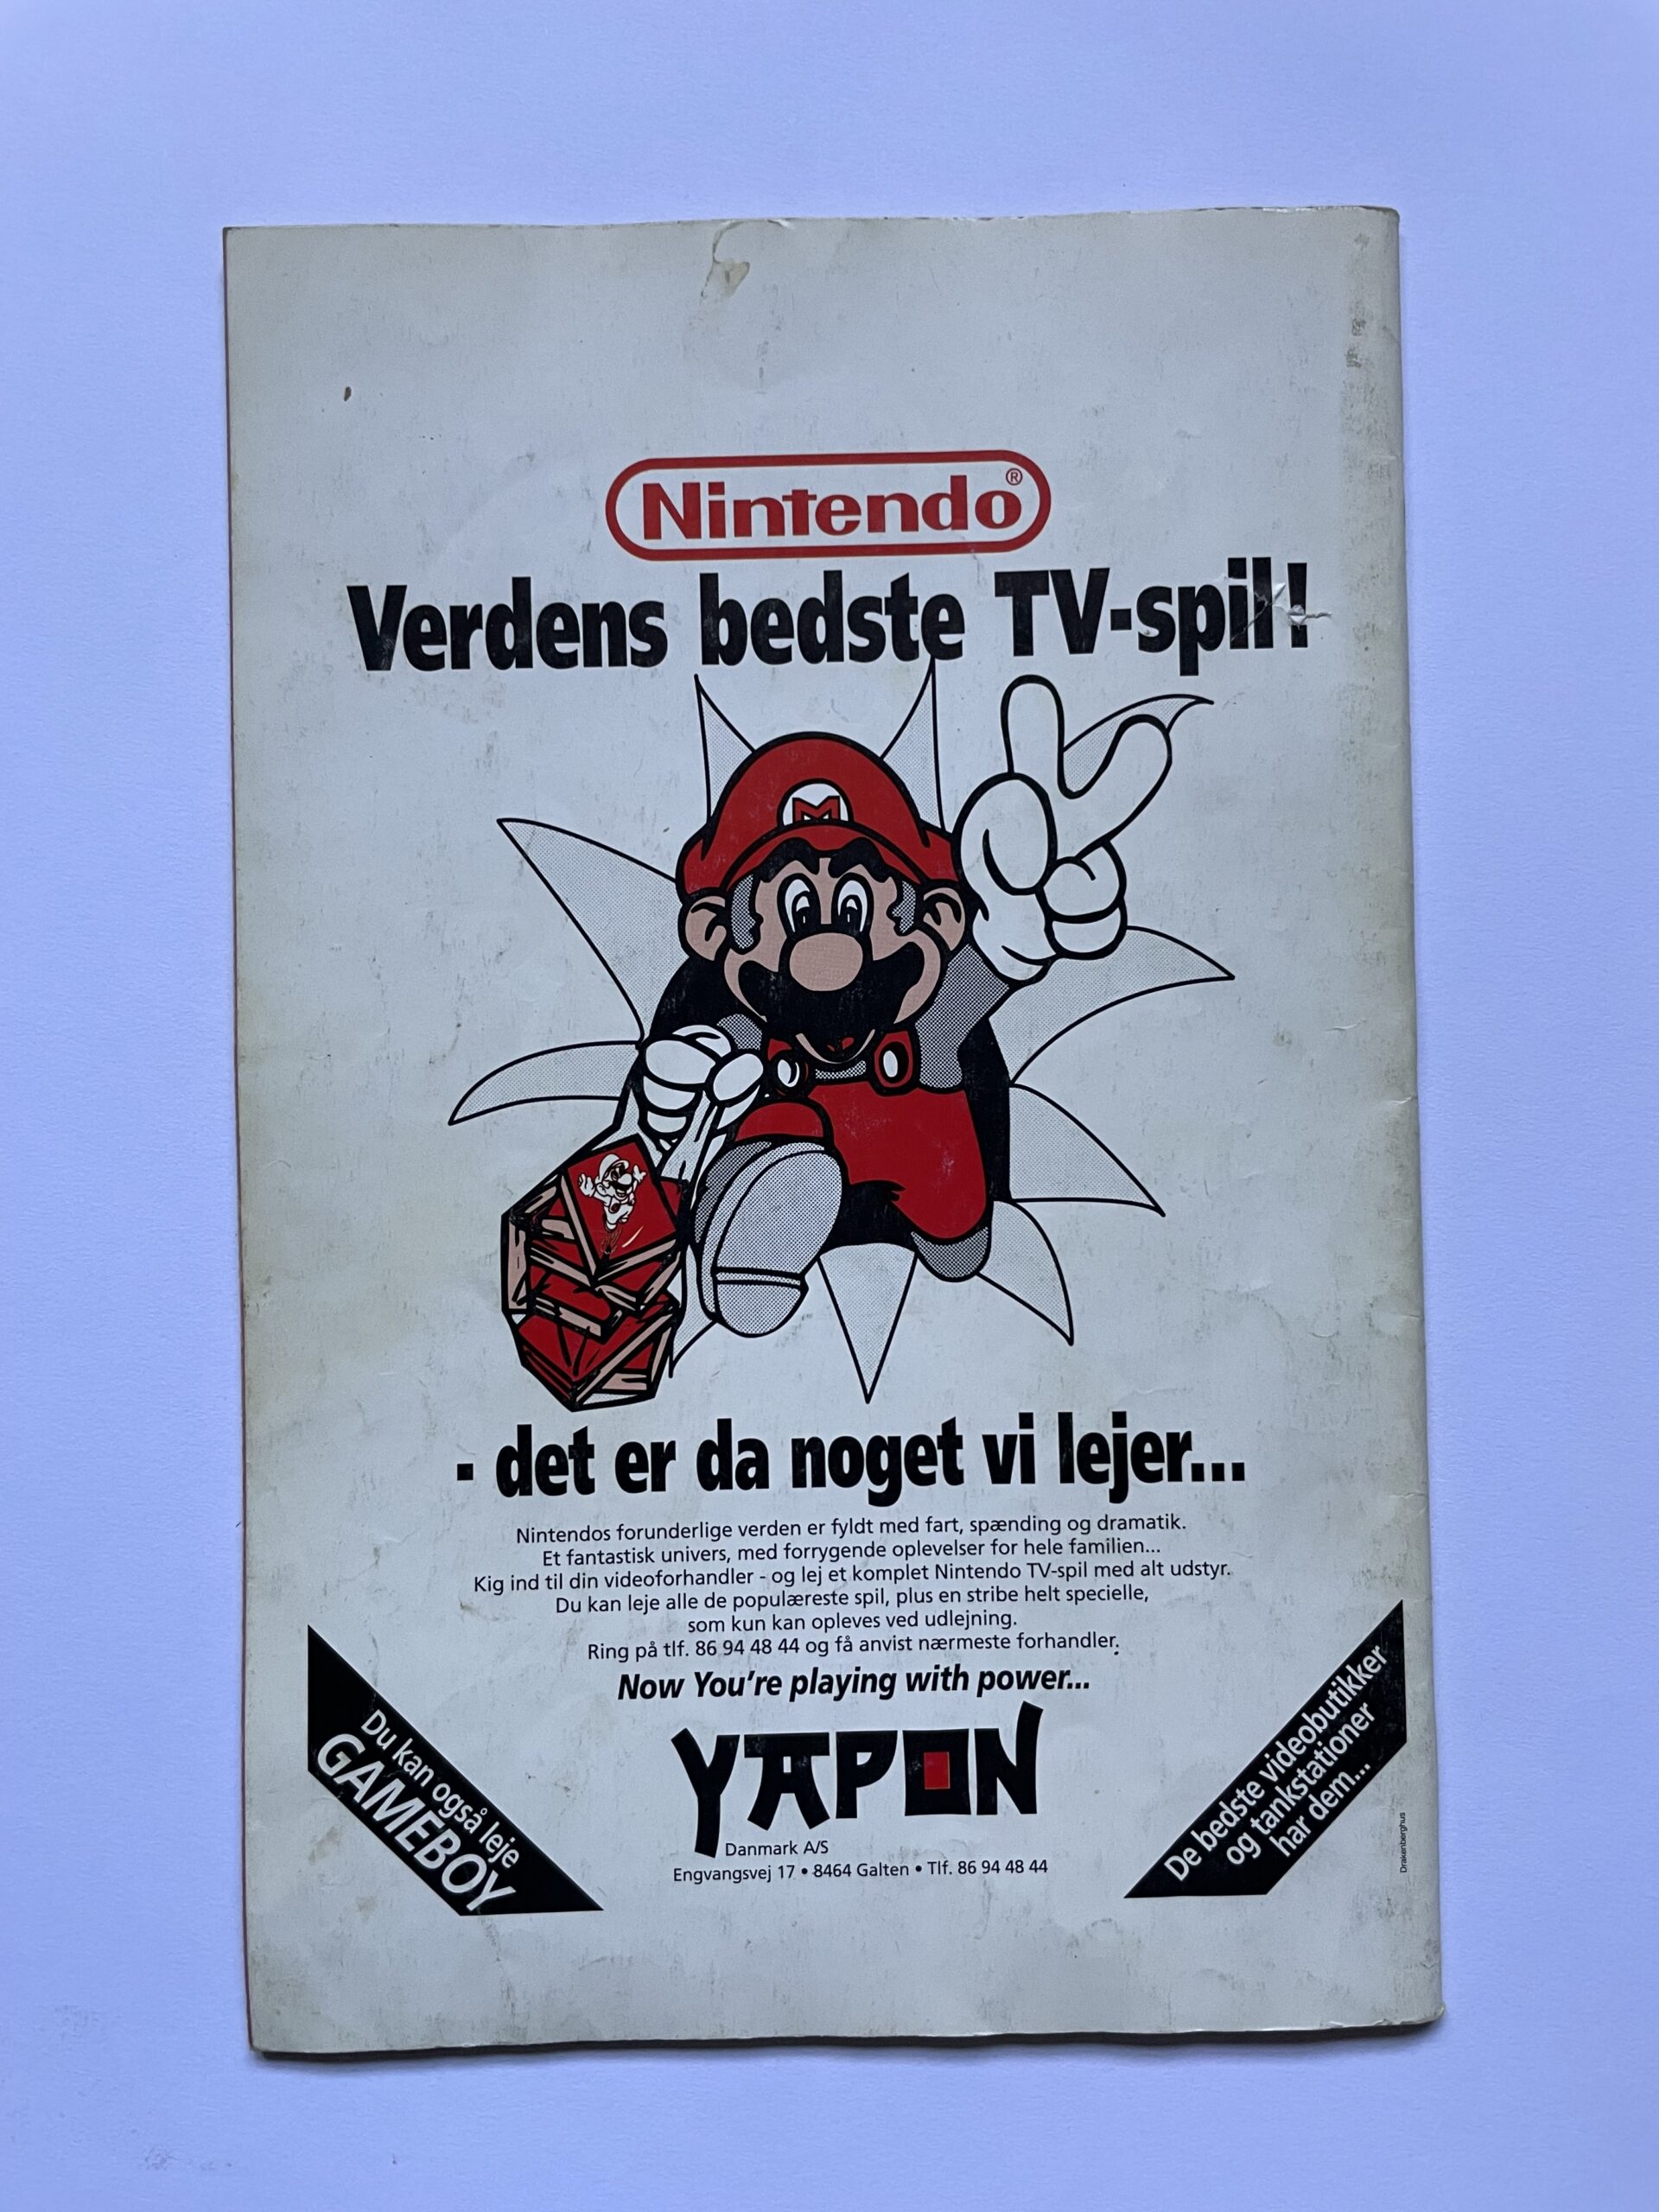 Nintendo®
Verdens bedste TV-spil!
M
- det er da noget vi lejer...
Nintendos forunderlige verden er fyldt med fart, spænding og dramatik.
Et fantastisk univers, med forrygende oplevelser for hele familien...
Kig ind til din videoforhandler - og lej et komplet Nintendo TV-spil med alt udstyr.
Du kan leje alle de populæreste spil, plus en stribe helt specielle,
som kun kan opleves ved udlejning.
Ring på tlf. 86 94 48 44 og få anvist nærmeste forhandler.
Now You're playing with power...
YAPON
Danmark A/S
Engvangsvej 17 • 8464 Galten • Tlf. 86 94 48 44
Du kan også leje
GAMEBOY
De bedste videobutikker
og tankstationer
har dem...
Drakenberghus